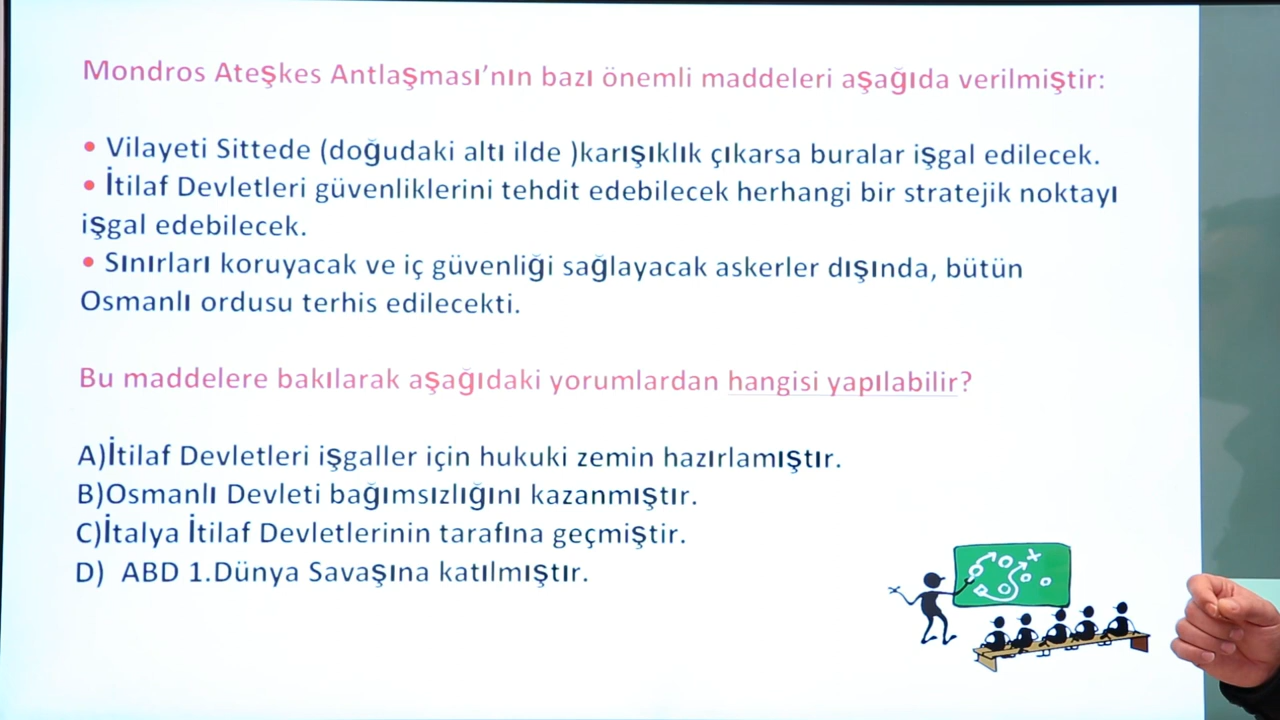 Mondros Ateşkes Antlaşması’nın bazı önemli maddeleri aşağıda verilmiştir:
• Vilayeti Sittede (doğudaki altı ilde )karışıklık çıkarsa buralar işgal edilecek.
• İtilaf Devletleri güvenliklerini tehdit edebilecek herhangi bir stratejik noktayı
işgal edebilecek.
• Sınırları koruyacak ve iç güvenliği sağlayacak askerler dışında, bütün
Osmanlı ordusu terhis edilecekti.
Bu maddelere bakılarak aşağıdaki yorumlardan hangisi yapılabilir?
A)İtilaf Devletleri işgaller için hukuki zemin hazırlamıştır.
B)Osmanlı Devleti bağımsızlığını kazanmıştır.
C)İtalya İtilaf Devletlerinin tarafına geçmiştir.
D) ABD 1.Dünya Savaşına katılmıştır.